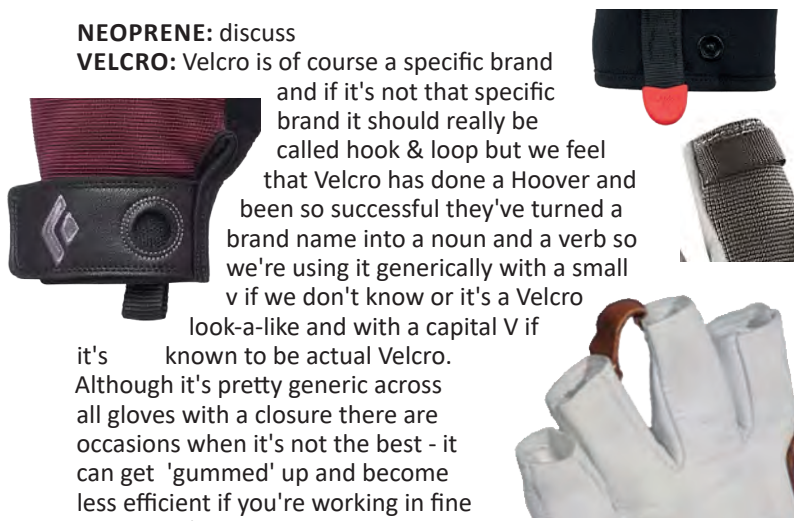 NEOPRENE: discuss
VELCRO: Velcro is of course a specific brand
and if it's not that specific
brand it should really be
called hook & loop but we feel
that Velcro has done a Hoover and
been so successful they've turned a
brand name into a noun and a verb so
we're using it generically with a small
v if we don't know or it's a Velcro
look-a-like and with a capital V if
it's known to be actual Velcro.
Although it's pretty generic across
all gloves with a closure there are
occasions when it's not the best - it
can get 'gummed' up and become
less efficient if you're working in fine